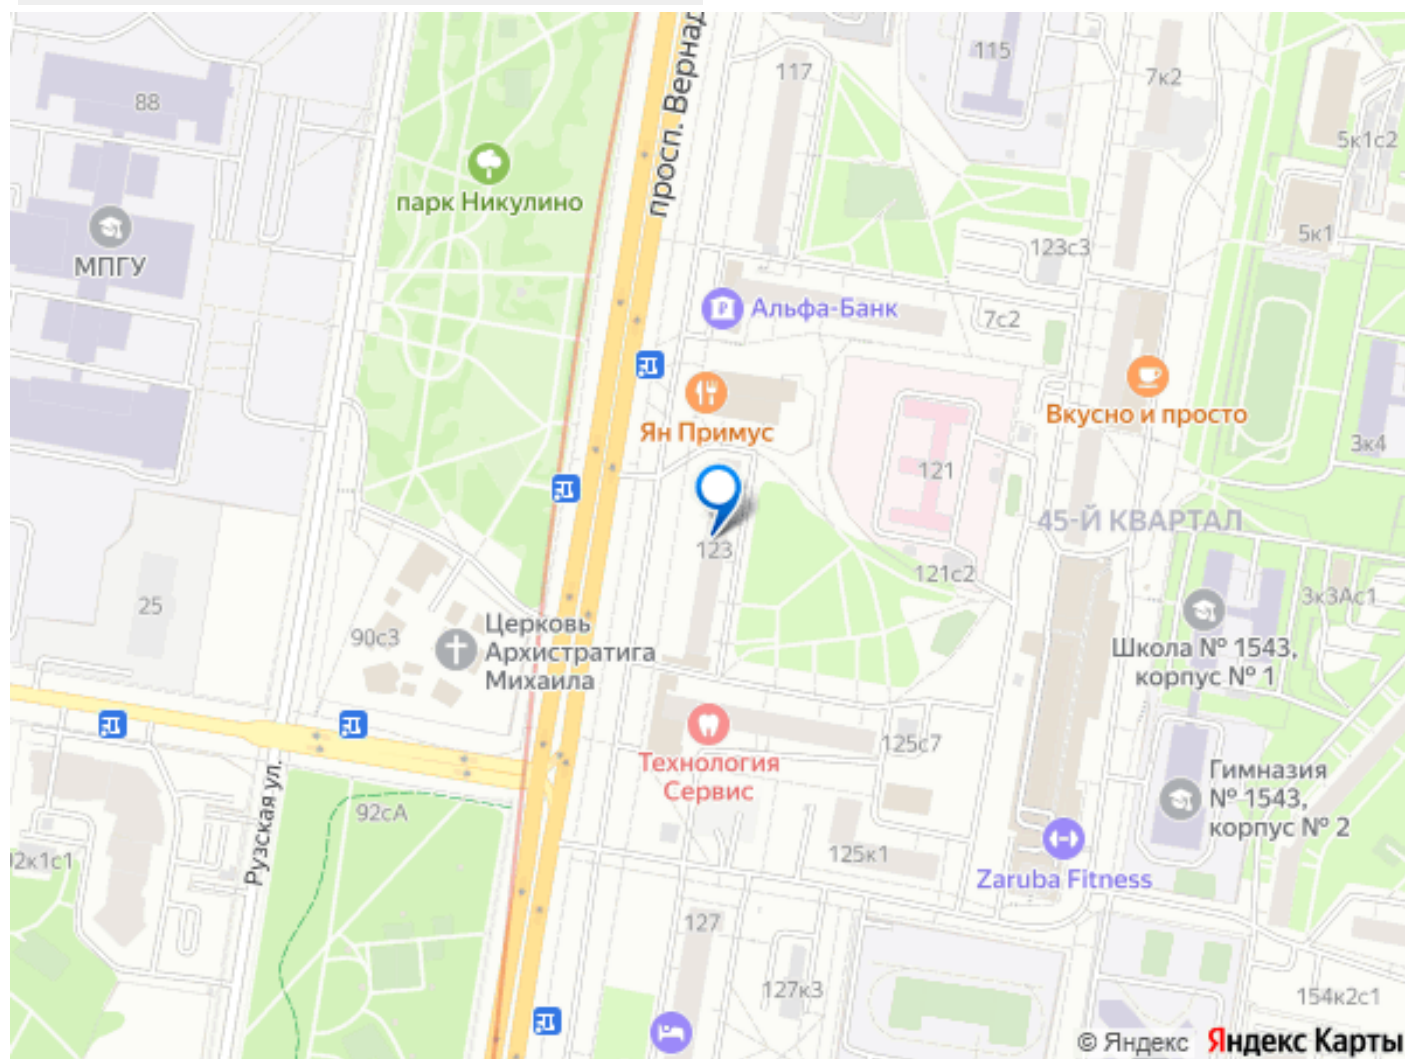 просп. Вернад
117
115
7к2
88
5к1с2
парк Никулино
МПГУ
5к1
123с3
Альфа-Банк
7с2
Вкусно и просто
Ян Примус
3к4
121
45-Й КВАРТАЛ
123
121с2
25
90с3
Церковь
Архистратига
Михаила
3к3Ас1
Школа № 1543,
корпус № 1
125с7
Технология
Сервис
Гимназия
№ 1543,
корпус № 2
Рузская ул.
92сА
92к1с1
125к1
Zaruba Fitness
127
127к3
154к2с1
© Яндекс Яндекс Карты